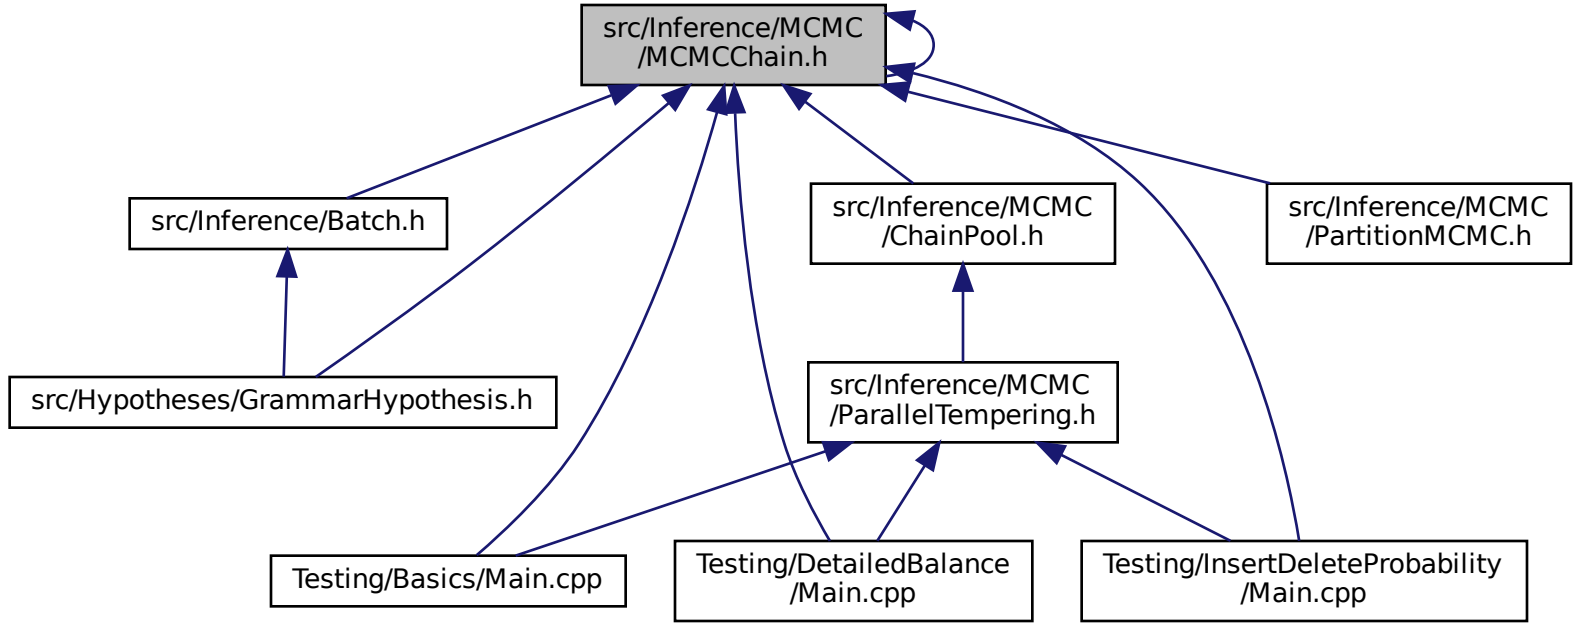 src/Inference/MCMC
/MCMCChain.h
src/Inference/Batch.h
src/Inference/MCMC
/ChainPool.h
src/Inference/MCMC
/PartitionMCMC.h
src/Hypotheses/GrammarHypothesis.h
src/Inference/MCMC
/ParallelTempering.h
Testing/Basics/Main.cpp
Testing/DetailedBalance
/Main.cpp
Testing/InsertDeleteProbability
/Main.cpp